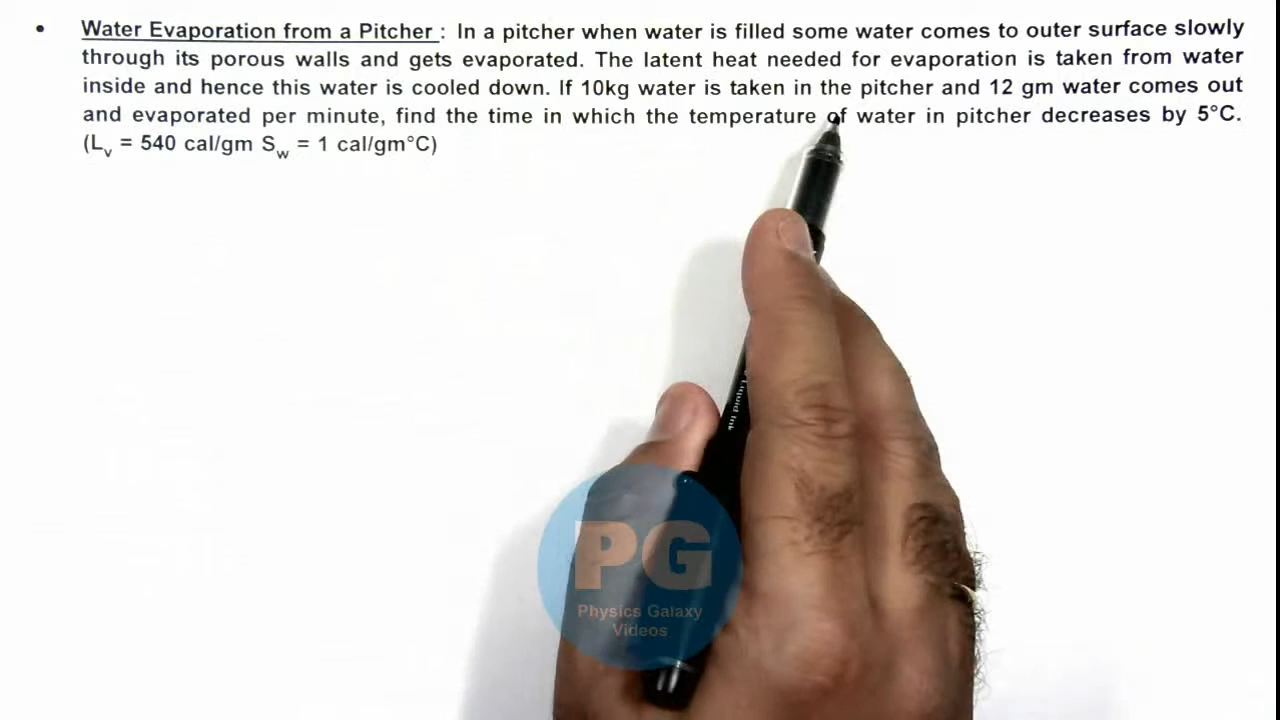 • Water Evaporation from a Pitcher : In a pitcher when water is filled some water comes to outer surface slowly
through its porous walls and gets evaporated. The latent heat needed for evaporation is taken from water
inside and hence this water is cooled down. If 10kg water is taken in the pitcher and 12 gm water comes out
and evaporated per minute, find the time in which the temperature of water in pitcher decreases by 5°C.
(Lv = 540 cal/gm Sw = 1 cal/gm°C)
Liquid Ink
PG
Physics Galaxy
Videos